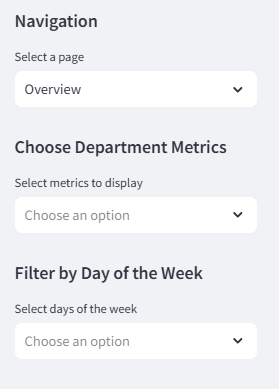 Navigation
Select a page
Overview
Choose Department Metrics
Select metrics to display
Choose an option
Filter by Day of the Week
Select days of the week
Choose an option